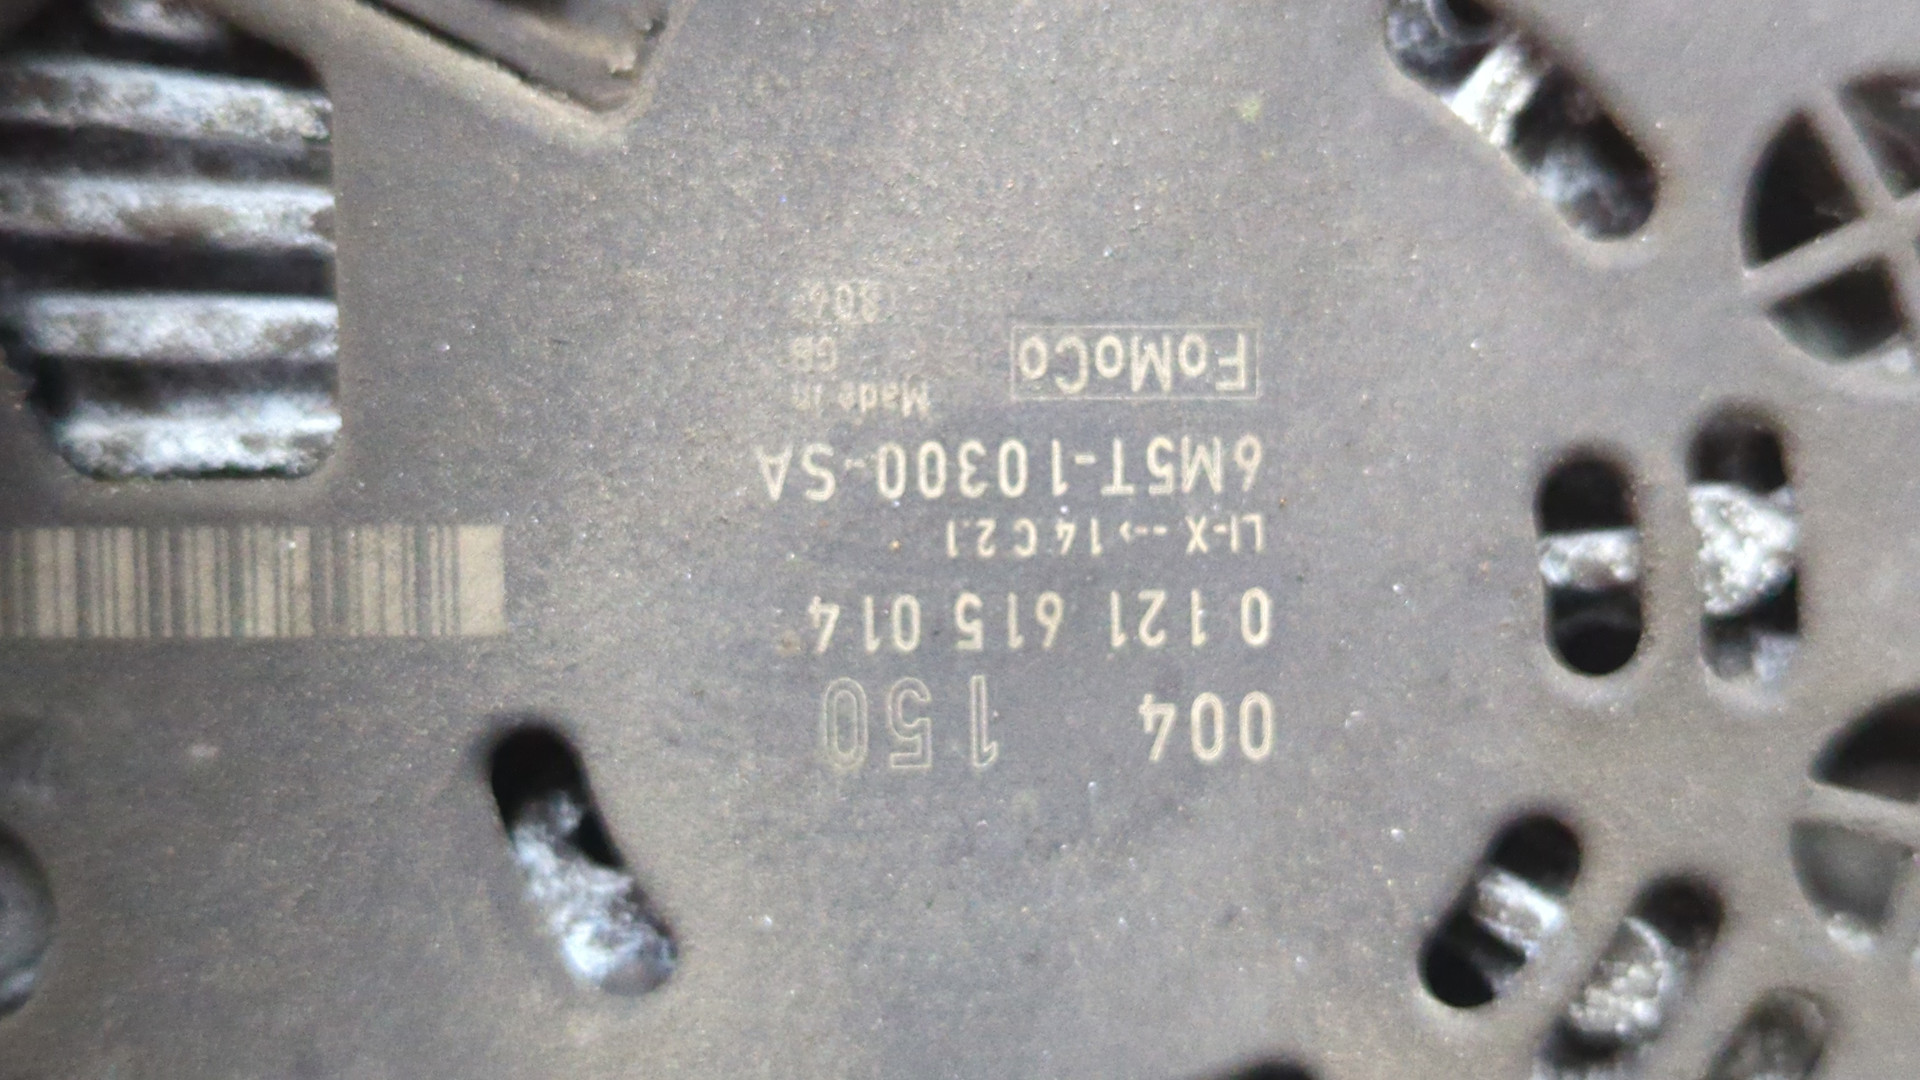 004 150
0 121 615 014
LI-X --> 14 C 2.1
6M5T-10300-SA
FoMoCo
Made in
GB